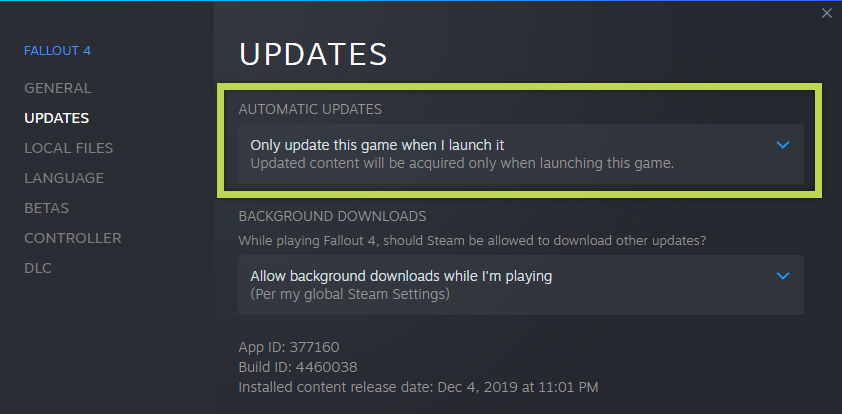 FALLOUT 4
GENERAL
UPDATES
LOCAL FILES
LANGUAGE
BETAS
CONTROLLER
DLC
UPDATES
AUTOMATIC UPDATES
Only update this game when I launch it
Updated content will be acquired only when launching this game.
BACKGROUND DOWNLOADS
While playing Fallout 4, should Steam be allowed to download other updates?
Allow background downloads while I'm playing
(Per my global Steam Settings)
App ID: 377160
Build ID: 4460038
Installed content release date: Dec 4, 2019 at 11:01 PM